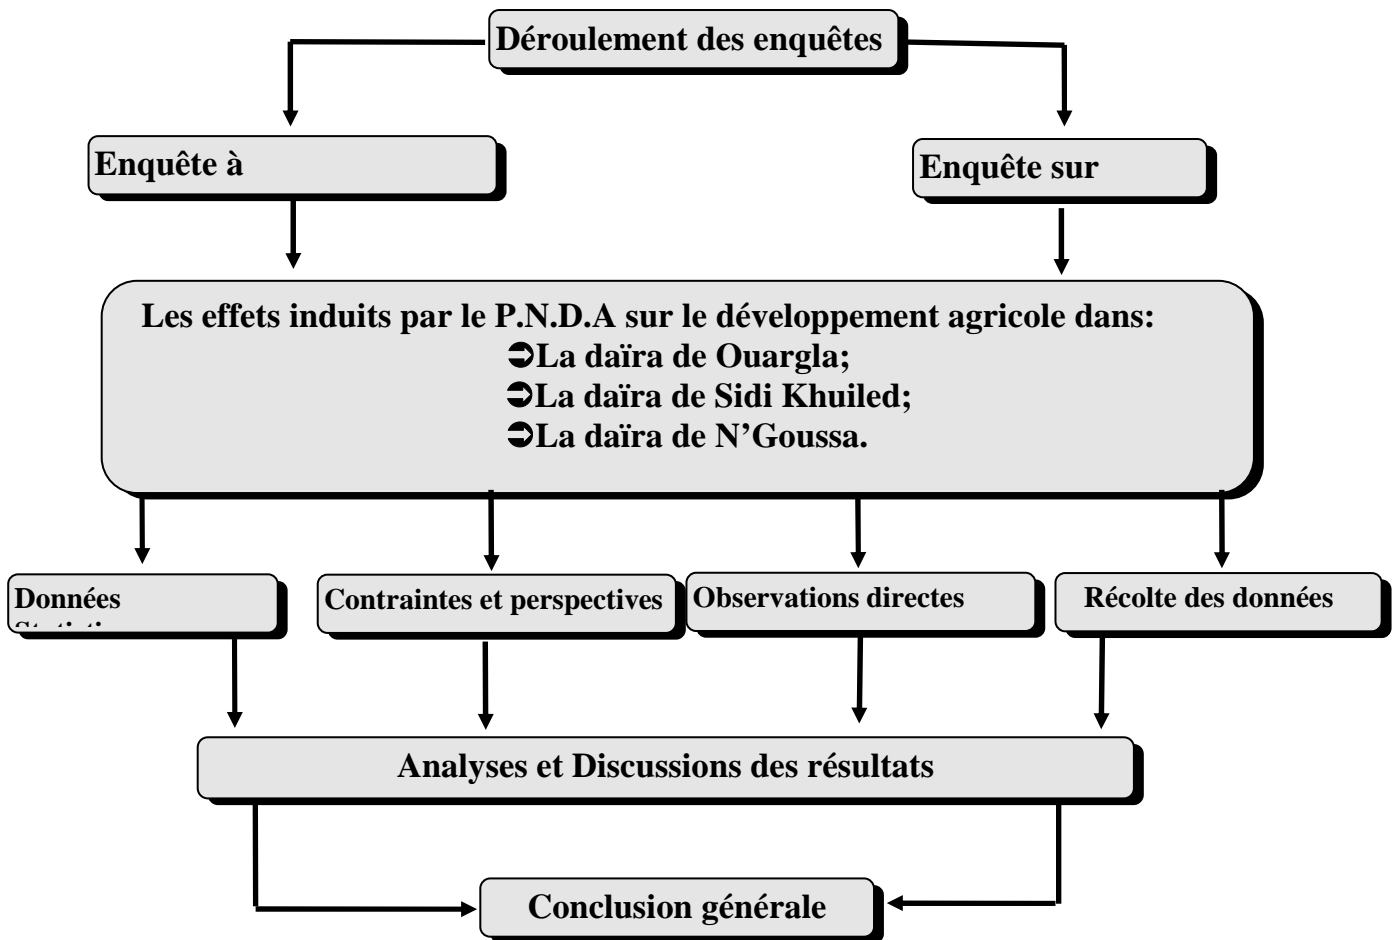 Déroulement des enquêtes
Enquête à
Enquête sur
Les effets induits par le P.N.D.A sur le développement agricole dans:
➲La daïra de Ouargla;
➲La daïra de Sidi Khuiled;
➲La daïra de N’Goussa.
Données
Contraintes et perspectives
Observations directes
Récolte des données
Analyses et Discussions des résultats
Conclusion générale